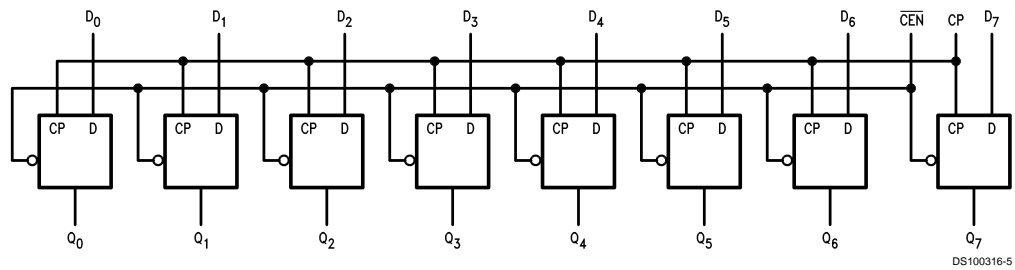 D0 D1 D2 D3 D4 D5 D6 CEN CP D7
CP D CP D CP D CP D CP D CP D CP D CP D
Q0 Q1 Q2 Q3 Q4 Q5 Q6 Q7
DS100316-5